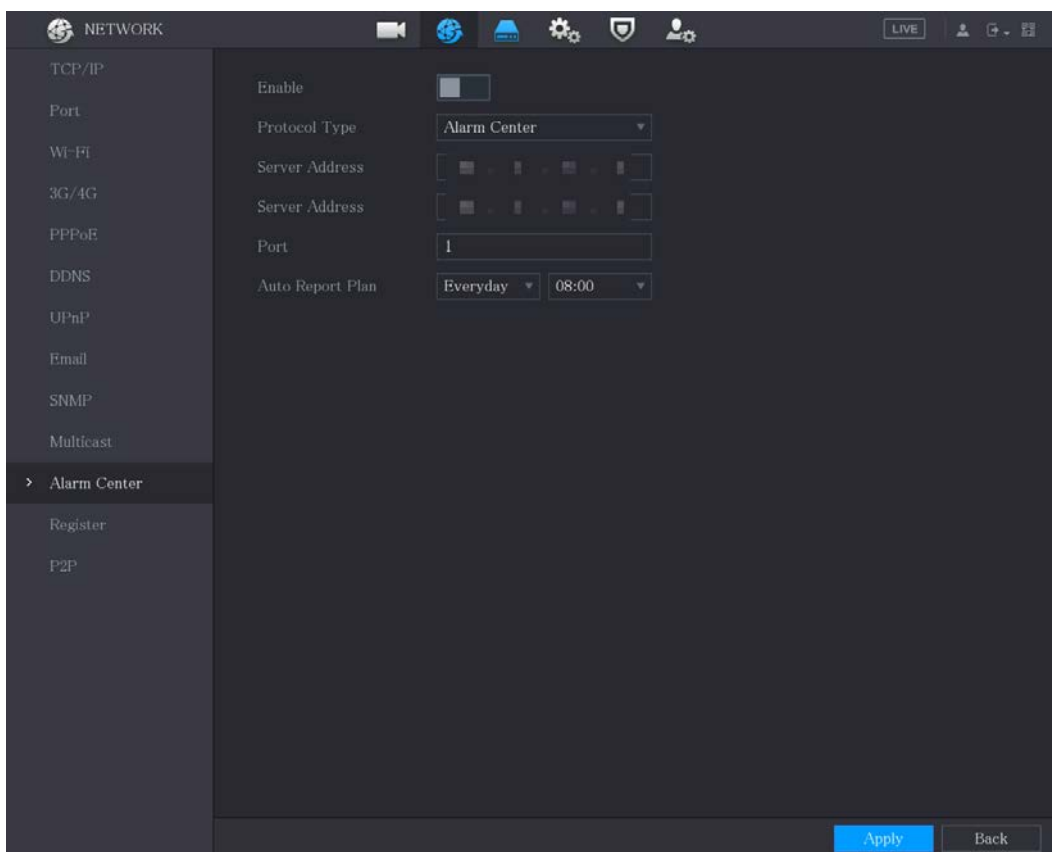 NETWORK
LIVE
TCP/IP
Port
Wi-Fi
3G/4G
PPPoE
DDNS
UPnP
Email
SNMP
Multicast
Alarm Center
Register
P2P
Enable
Protocol Type Alarm Center
Server Address
Server Address
Port 1
Auto Report Plan Everyday 08:00
Apply Back